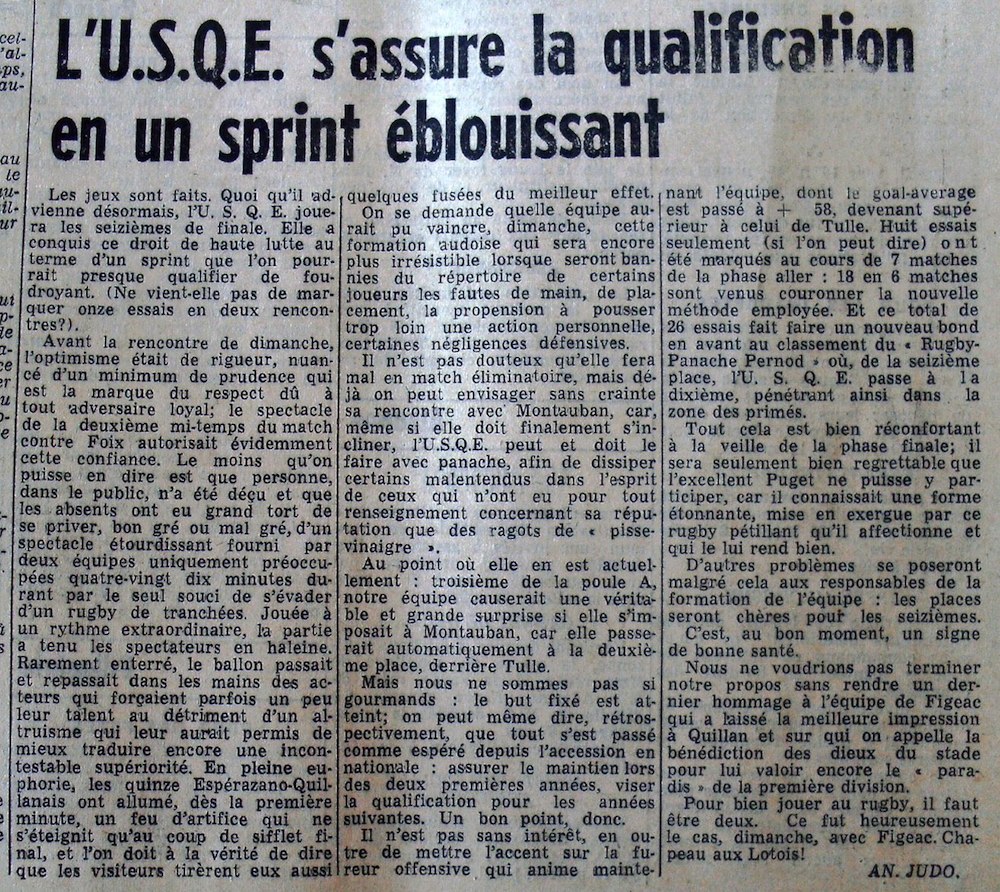 L'U.S.Q.E. s'assure la qualification
en un sprint éblouissant
Les jeux sont faits. Quoi qu'il ad-
vienne désormais, l'U. S. Q. E. joue-
ra les seizièmes de finale. Elle a
conquis ce droit de haute lutte au
terme d'un sprint que l'on pour-
rait presque qualifier de fou-
droyant. (Ne vient-elle pas de mar-
quer onze essais en deux rencon-
tres?).
Avant la rencontre de dimanche,
l'optimisme était de rigueur, nuan-
cé d'un minimum de prudence qui
est la marque du respect dû à
tout adversaire loyal; le spectacle
de la deuxième mi-temps du match
contre Foix autorisait évidemment
cette confiance. Le moins qu'on
puisse en dire est que personne,
dans le public, n'a été déçu et que
les absents ont eu grand tort de
se priver, bon gré ou mal gré, d'un
spectacle étourdissant fourni par
deux équipes uniquement préoccu-
pées quatre-vingt dix minutes du-
rant par le seul souci de s'évader
d'un rugby de tranchées. Jouée à
un rythme extraordinaire, la partie
a tenu les spectateurs en haleine.
Rarement enterré, le ballon passait
et repassait dans les mains des ac-
teurs qui forçaient parfois un peu
leur talent au détriment d'un al-
truisme qui leur aurait permis de
mieux traduire encore une incon-
testable supériorité. En pleine eu-
phorie, les quinze Espérazano-Quil-
lanais ont allumé, dès la première
minute, un feu d'artifice qui ne
s'éteignit qu'au coup de sifflet fi-
nal, et l'on doit à la vérité de dire
que les visiteurs tirèrent eux aussi
quelques fusées du meilleur effet.
On se demande quelle équipe au-
rait pu vaincre, dimanche, cette
formation audoise qui sera encore
plus irrésistible lorsque seront ban-
nies du répertoire de certains
joueurs les fautes de main, de pla-
cement, la propension à pousser
trop loin une action personnelle,
certaines négligences défensives.
Il n'est pas douteux qu'elle fera
mal en match éliminatoire, mais dé-
jà on peut envisager sans crainte
sa rencontre avec Montauban, car,
même si elle doit finalement s'in-
cliner, l'U.S.Q.E. peut et doit le
faire avec panache, afin de dissiper
certains malentendus dans l'esprit
de ceux qui n'ont eu pour tout
renseignement concernant sa répu-
tation que des ragots de « pisse-
vinaigre ».
Au point où elle en est actuel-
lement : troisième de la poule A,
notre équipe causerait une vérita-
ble et grande surprise si elle s'im-
posait à Montauban, car elle passe-
rait automatiquement à la deuxiè-
me place, derrière Tulle.
Mais nous ne sommes pas si
gourmands : le but fixé est at-
teint; on peut même dire, rétros-
pectivement, que tout s'est passé
comme espéré depuis l'accession en
nationale : assurer le maintien lors
des deux premières années, viser
la qualification pour les années
suivantes. Un bon point, donc.
Il n'est pas sans intérêt, en ou-
tre de mettre l'accent sur la fu-
reur offensive qui anime mainte-
nant l'équipe, dont le goal-average
est passé à + 58, devenant supé-
rieur à celui de Tulle. Huit essais
seulement (si l'on peut dire) ont
été marqués au cours de 7 matches
de la phase aller : 18 en 6 matches
sont venus couronner la nouvelle
méthode employée. Et ce total de
26 essais fait faire un nouveau bond
en avant au classement du « Rugby-
Panache Pernod » où, de la seizième
place, l'U. S. Q. E. passe à la
dixième, pénétrant ainsi dans la
zone des primés.
Tout cela est bien réconfortant
à la veille de la phase finale; il
sera seulement bien regrettable que
l'excellent Puget ne puisse y par-
ticiper, car il connaissait une forme
étonnante, mise en exergue par ce
rugby pétillant qu'il affectionne et
qui le lui rend bien.
D'autres problèmes se poseront
malgré cela aux responsables de la
formation de l'équipe : les places
seront chères pour les seizièmes.
C'est, au bon moment, un signe
de bonne santé.
Nous ne voudrions pas terminer
notre propos sans rendre un der-
nier hommage à l'équipe de Figeac
qui a laissé la meilleure impression
à Quillan et sur qui on appelle la
bénédiction des dieux du stade
pour lui valoir encore le « para-
dis » de la première division.
Pour bien jouer au rugby, il faut
être deux. Ce fut heureusement
le cas, dimanche, avec Figeac. Cha-
peau aux Lotois!
AN. JUDO.